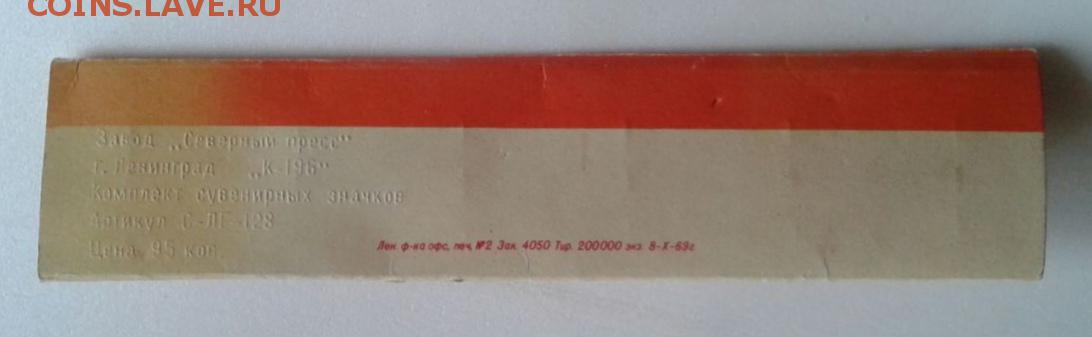 COINS.LAVE.RU
Завод „Северный пресс“
г. Ленинград „К-196“
Комплект сувенирных значков
Артикул С-ЛГ-128
Цена 95 коп.
Лен. ф-ка офс. печ. №2 Зак. 4050 Тир. 200000 экз. 8-X-69г